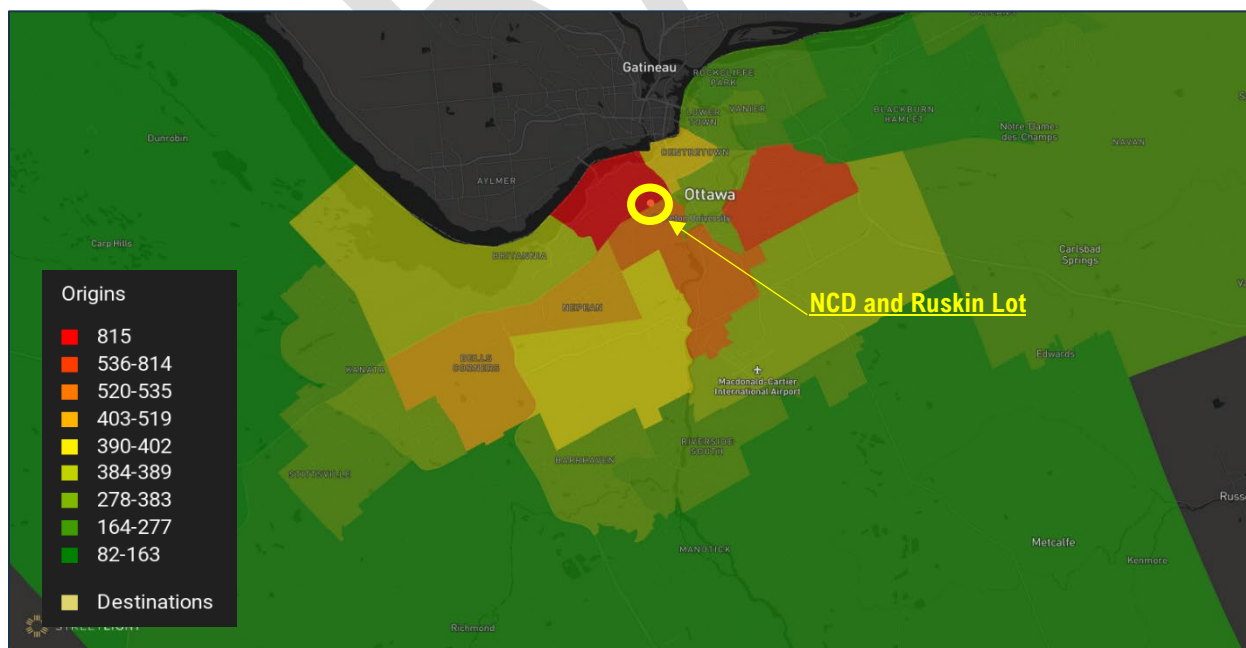 Gatineau
ROCKCLIFFE
PARK
LOWER
TOWN
VANIER
BLACKBURN
HAMLET
Dunrobin
Notre-Dame-
des-Champs
NAVAN
CENTRETOWN
AYLMER
Ottawa
University
Carp Hills
BRITANNIA
Carlsbad
Springs
Origins
815
536-814
520-535
403-519
390-402
384-389
278-383
164-277
82-163
Destinations
NCD and Ruskin Lot
NEPEAN
BELLS
CORNERS
KANATA
Edwards
Macdonald-Cartier
International Airport
RIVERSIDE
SOUTH
BARRHAVEN
STITTSVILLE
Metcalfe
Kenmore
MANOTICK
Richmond